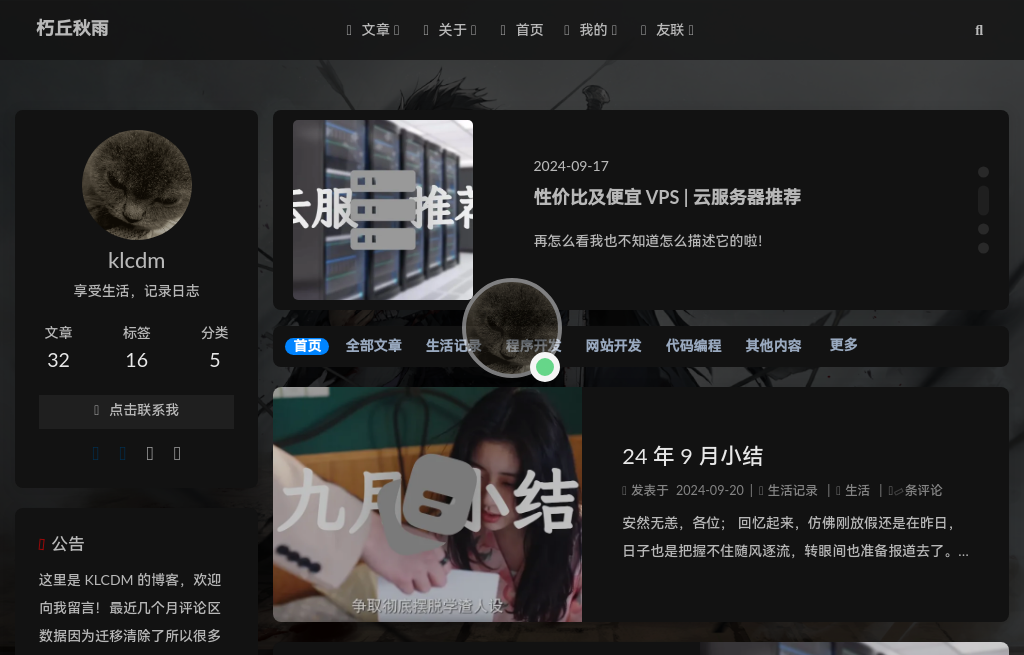 朽丘秋雨
文章 关于 首页 我的 友联
klcdm
享受生活，记录日志
文章 标签 分类
32 16 5
点击联系我
公告
这里是 KLCDM 的博客，欢迎
向我留言！最近几个月评论区
数据因为迁移清除了所以很多
云服 推荐
2024-09-17
性价比及便宜 VPS | 云服务器推荐
再怎么看我也不知道怎么描述它的啦！
首页 全部文章 生活记录 程序开发 网站开发 代码编程 其他内容 更多
九月小结
争取彻底摆脱学渣人设
24 年 9 月小结
发表于 2024-09-20 | 生活记录 | 生活 | 条评论
安然无恙，各位； 回忆起来，仿佛刚放假还是在昨日，
日子也是把握不住随风逐流，转眼间也准备报道去了。...